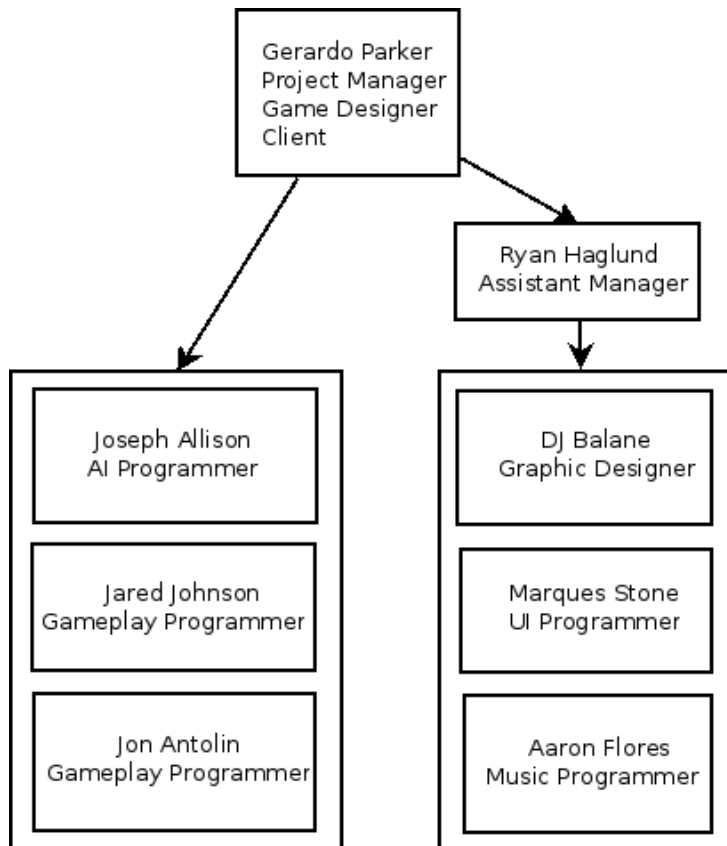 Gerardo Parker
Project Manager
Game Designer
Client
Ryan Haglund
Assistant Manager
Joseph Allison
AI Programmer
Jared Johnson
Gameplay Programmer
Jon Antolin
Gameplay Programmer
DJ Balane
Graphic Designer
Marques Stone
UI Programmer
Aaron Flores
Music Programmer